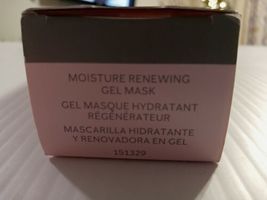 MOISTURE RENEWING
GEL MASK
GEL MASQUE HYDRATANT
RÉGÉNÉRATEUR
MASCARILLA HIDRATANTE
Y RENOVADORA EN GEL
151329